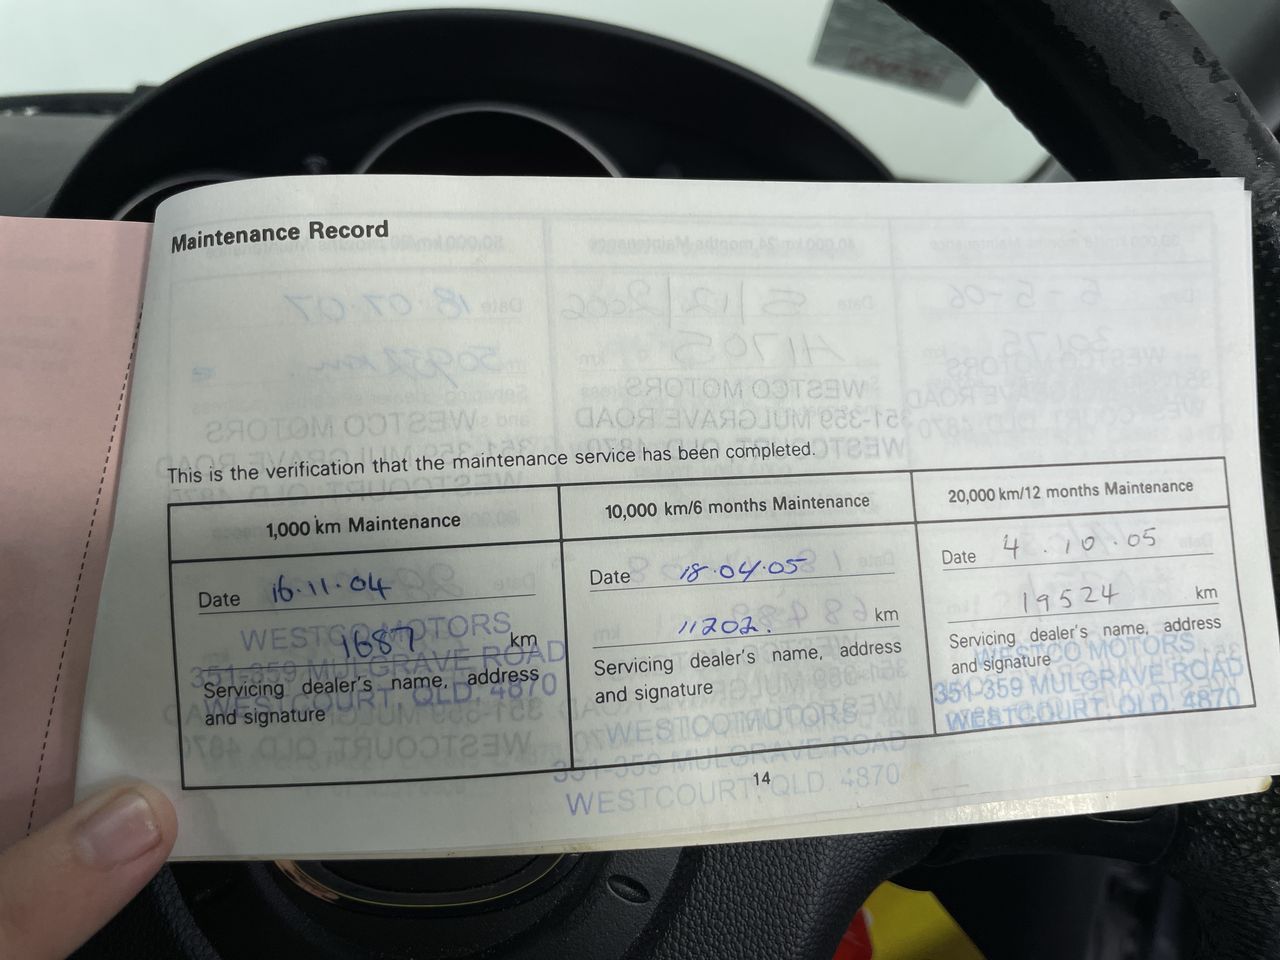 Maintenance Record
This is the verification that the maintenance service has been completed.
1,000 km Maintenance
Date 16.11.04
1687 km
Servicing dealer's name, address
and signature
WESTCO MOTORS
351-359 MULGRAVE ROAD
WESTCOURT, QLD. 4870
10,000 km/6 months Maintenance
Date 18.04.05
11202. km
Servicing dealer's name, address
and signature
WESTCO MOTORS
351-359 MULGRAVE ROAD
WESTCOURT, QLD 4870
20,000 km/12 months Maintenance
Date 4.10.05
19524 km
Servicing dealer's name, address
and signature
WESTCO MOTORS
351-359 MULGRAVE ROAD
WESTCOURT, QLD. 4870
14